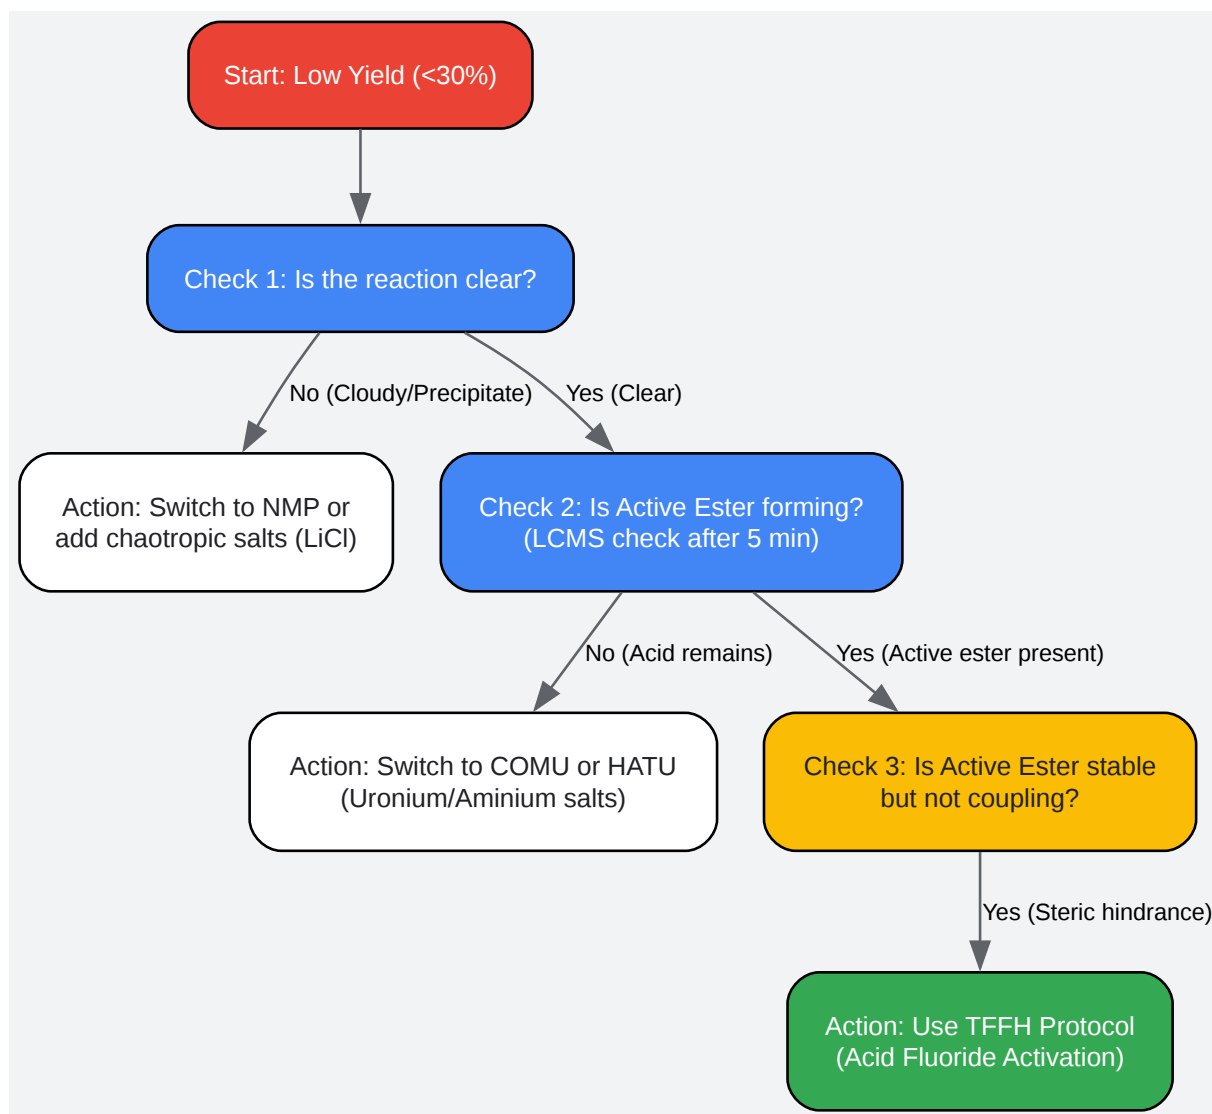 Start: Low Yield (<30%)
Check 1: Is the reaction clear?
No (Cloudy/Precipitate)
Yes (Clear)
Action: Switch to NMP or
add chaotropic salts (LiCl)
Check 2: Is Active Ester forming?
(LCMS check after 5 min)
No (Acid remains)
Yes (Active ester present)
Action: Switch to COMU or HATU
(Uronium/Aminium salts)
Check 3: Is Active Ester stable
but not coupling?
Yes (Steric hindrance)
Action: Use TFFH Protocol
(Acid Fluoride Activation)